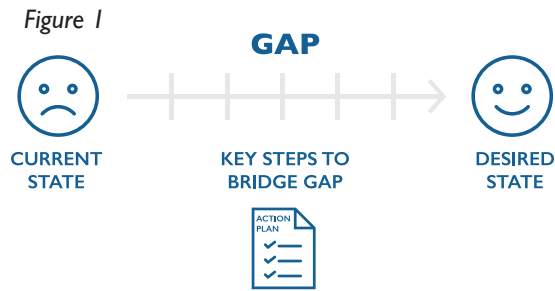 Figure 1
GAP
CURRENT
STATE
KEY STEPS TO
BRIDGE GAP
DESIRED
STATE
ACTION
PLAN